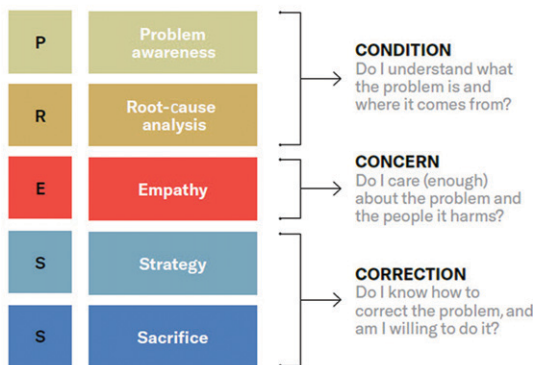 P
Problem
awareness
R
Root-cause
analysis
E
Empathy
S
Strategy
S
Sacrifice
CONDITION
Do I understand what
the problem is and
where it comes from?
CONCERN
Do I care (enough)
about the problem and
the people it harms?
CORRECTION
Do I know how to
correct the problem, and
am I willing to do it?